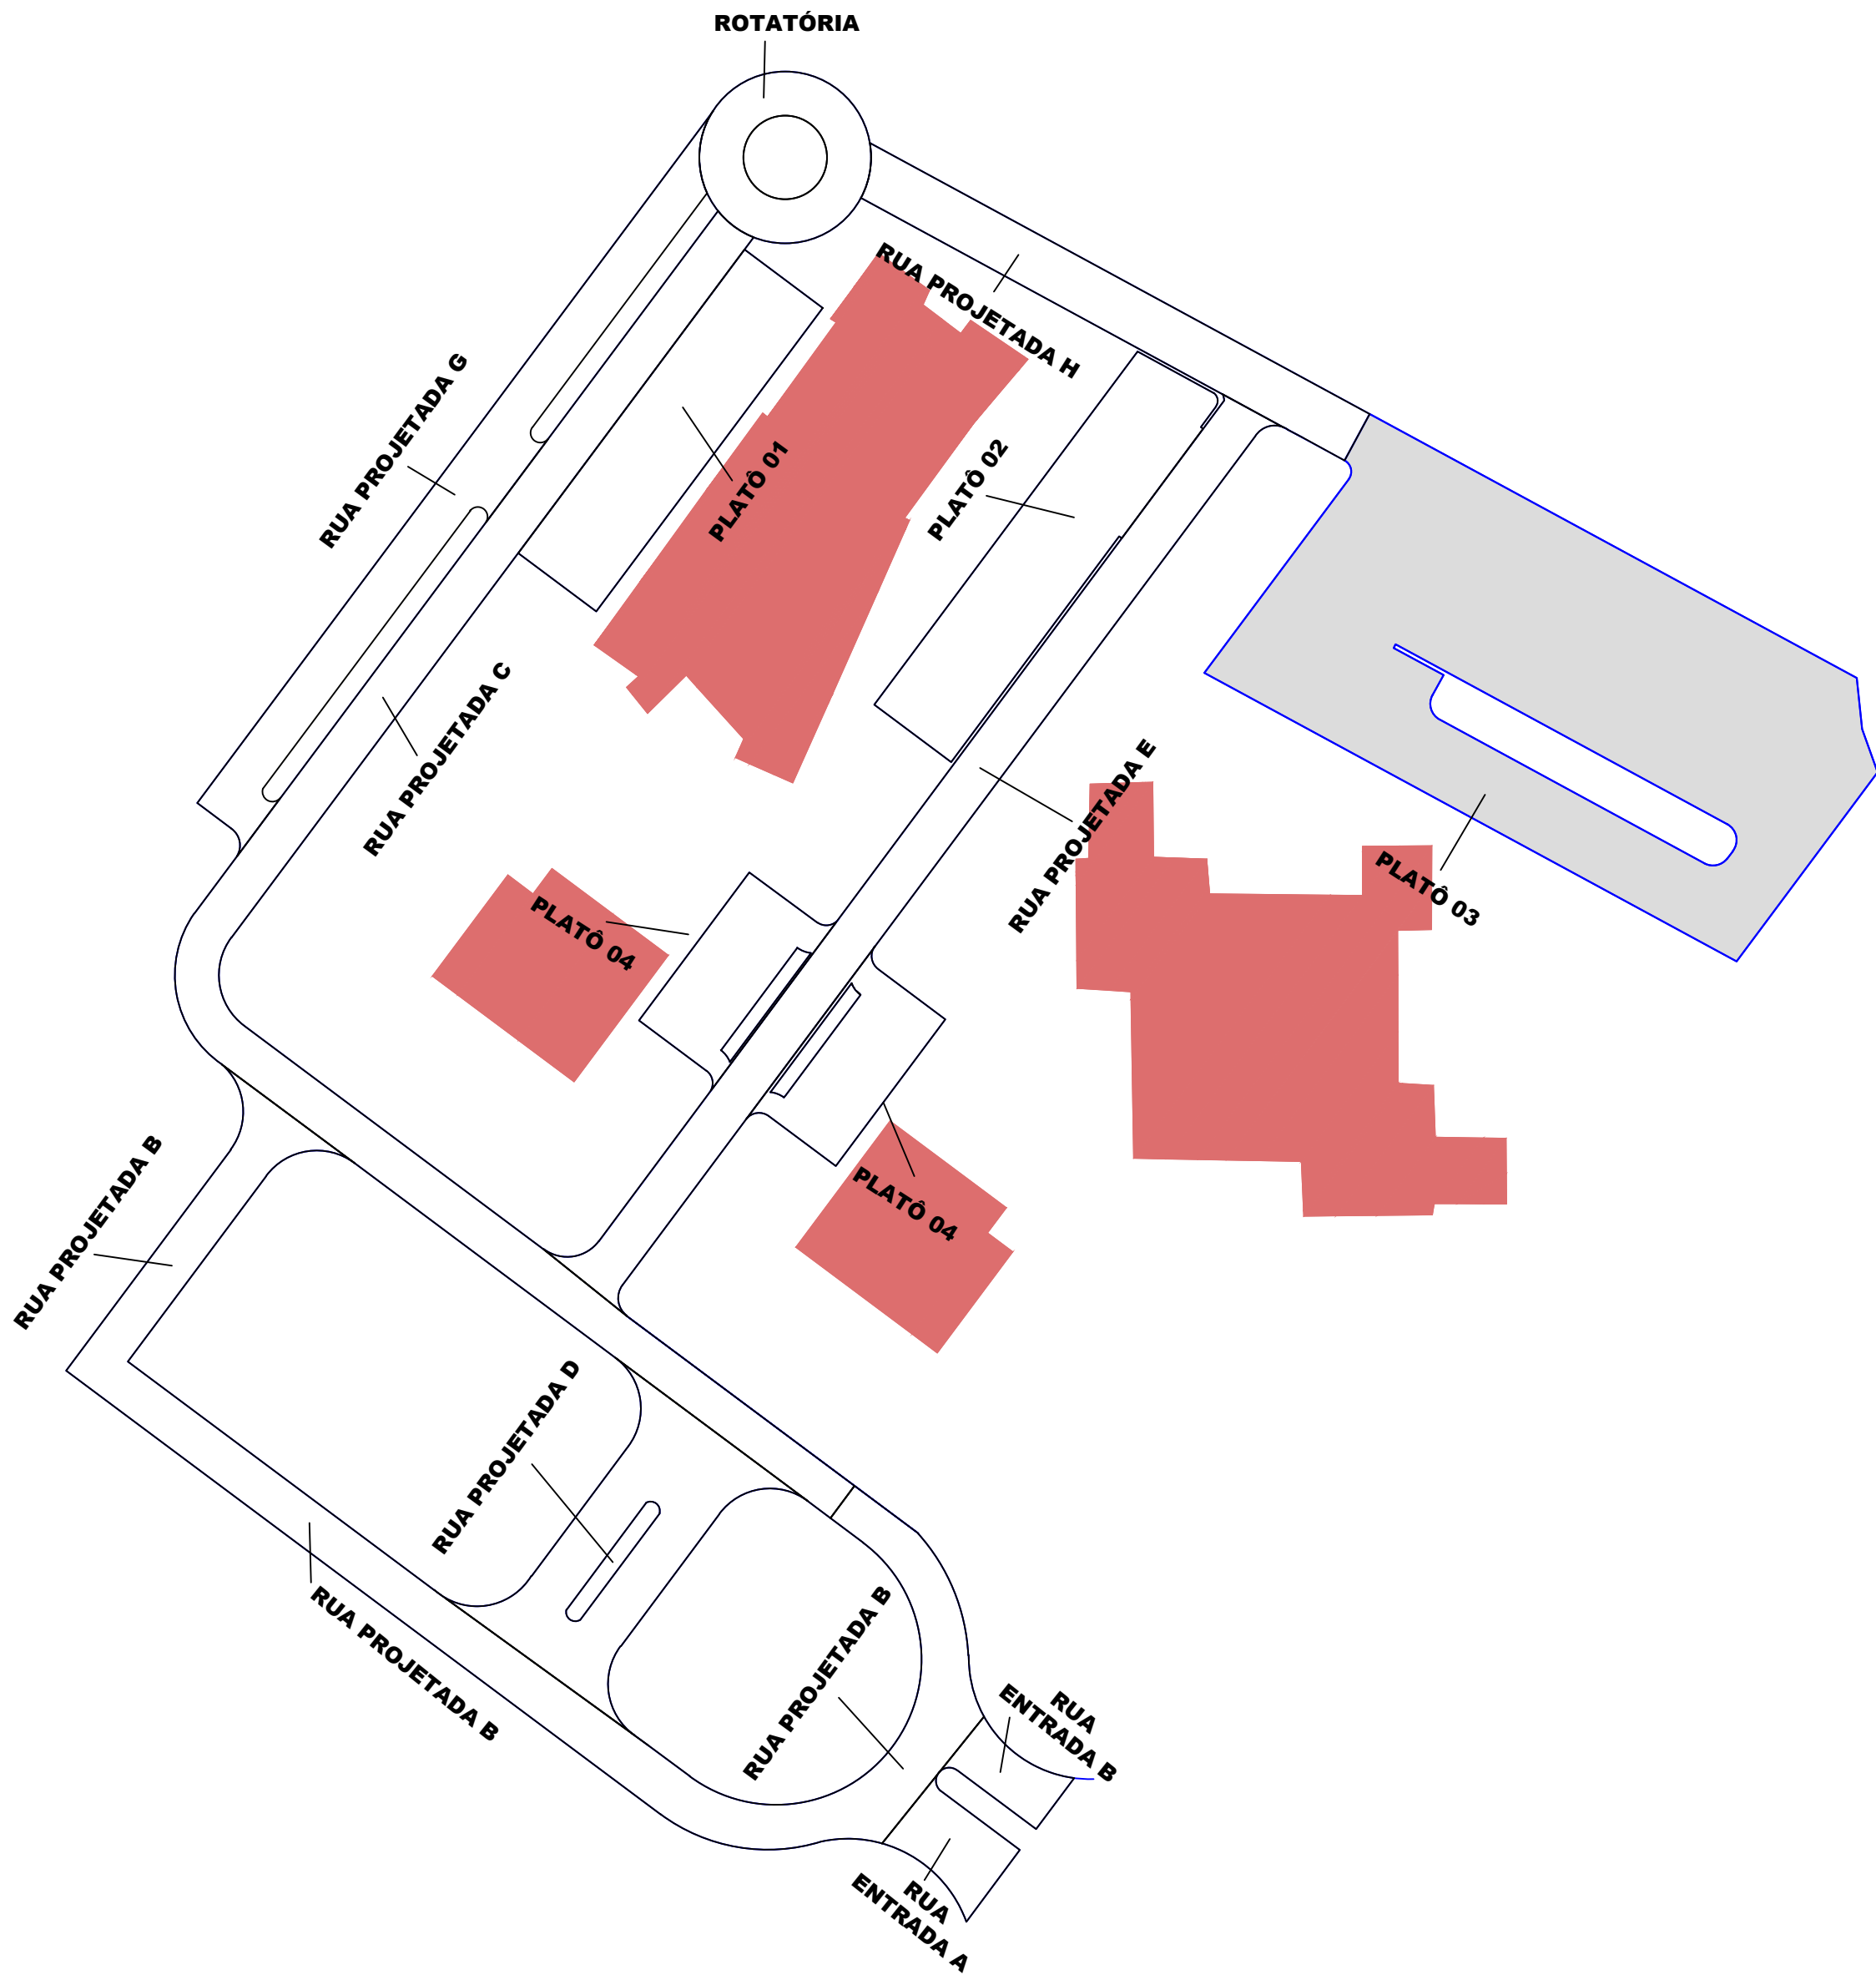 ROTATÓRIA
RUA PROJETADA H
RUA PROJETADA G
PLATÔ 01
PLATÔ 02
RUA PROJETADA C
RUA PROJETADA E
PLATÔ 03
PLATÔ 04
PLATÔ 04
RUA PROJETADA B
RUA PROJETADA D
RUA PROJETADA B
RUA PROJETADA B
RUA
ENTRADA B
RUA
ENTRADA A